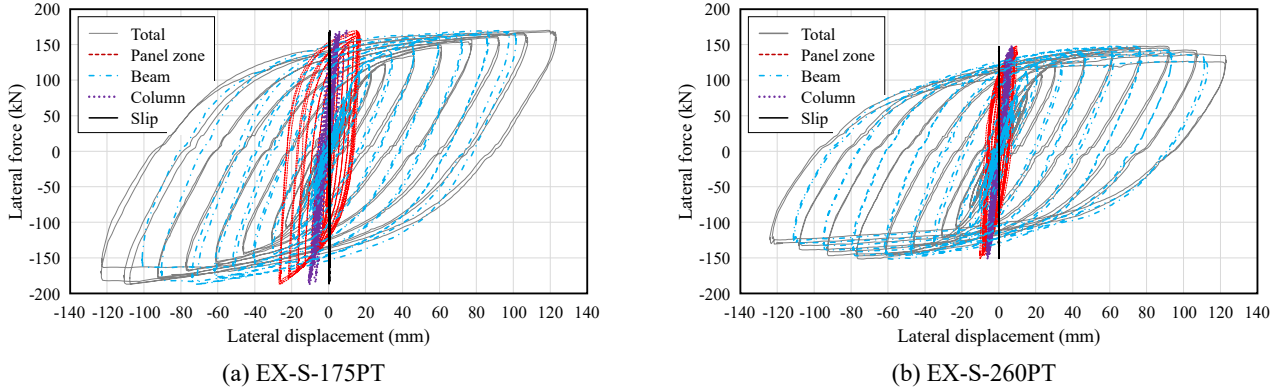 200
150
100
50
0
-50
-100
-150
-200
Lateral force (kN)
Total
Panel zone
Beam
Column
Slip
-140 -120 -100 -80 -60 -40 -20 0 20 40 60 80 100 120 140
Lateral displacement (mm)
(a) EX-S-175PT
200
150
100
50
0
-50
-100
-150
-200
Lateral force (kN)
Total
Panel zone
Beam
Column
Slip
-140 -120 -100 -80 -60 -40 -20 0 20 40 60 80 100 120 140
Lateral displacement (mm)
(b) EX-S-260PT